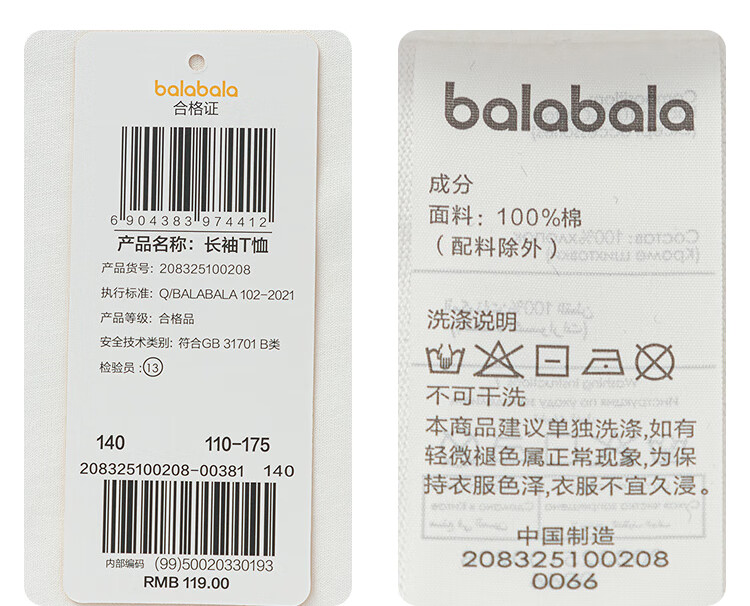 balabala
合格证
6 904383 974412
产品名称：长袖T恤
产品货号：208325100208
执行标准：Q/BALABALA 102-2021
产品等级：合格品
安全技术类别：符合GB 31701 B类
检验员：13
140 110-175
208325100208-00381 140
内部编码 (99)50020330193
RMB 119.00
balabala
成分
面料：100%棉
（配料除外）
洗涤说明
不可干洗
本商品建议单独洗涤,如有
轻微褪色属正常现象,为保
持衣服色泽,衣服不宜久浸。
中国制造
208325100208
0066